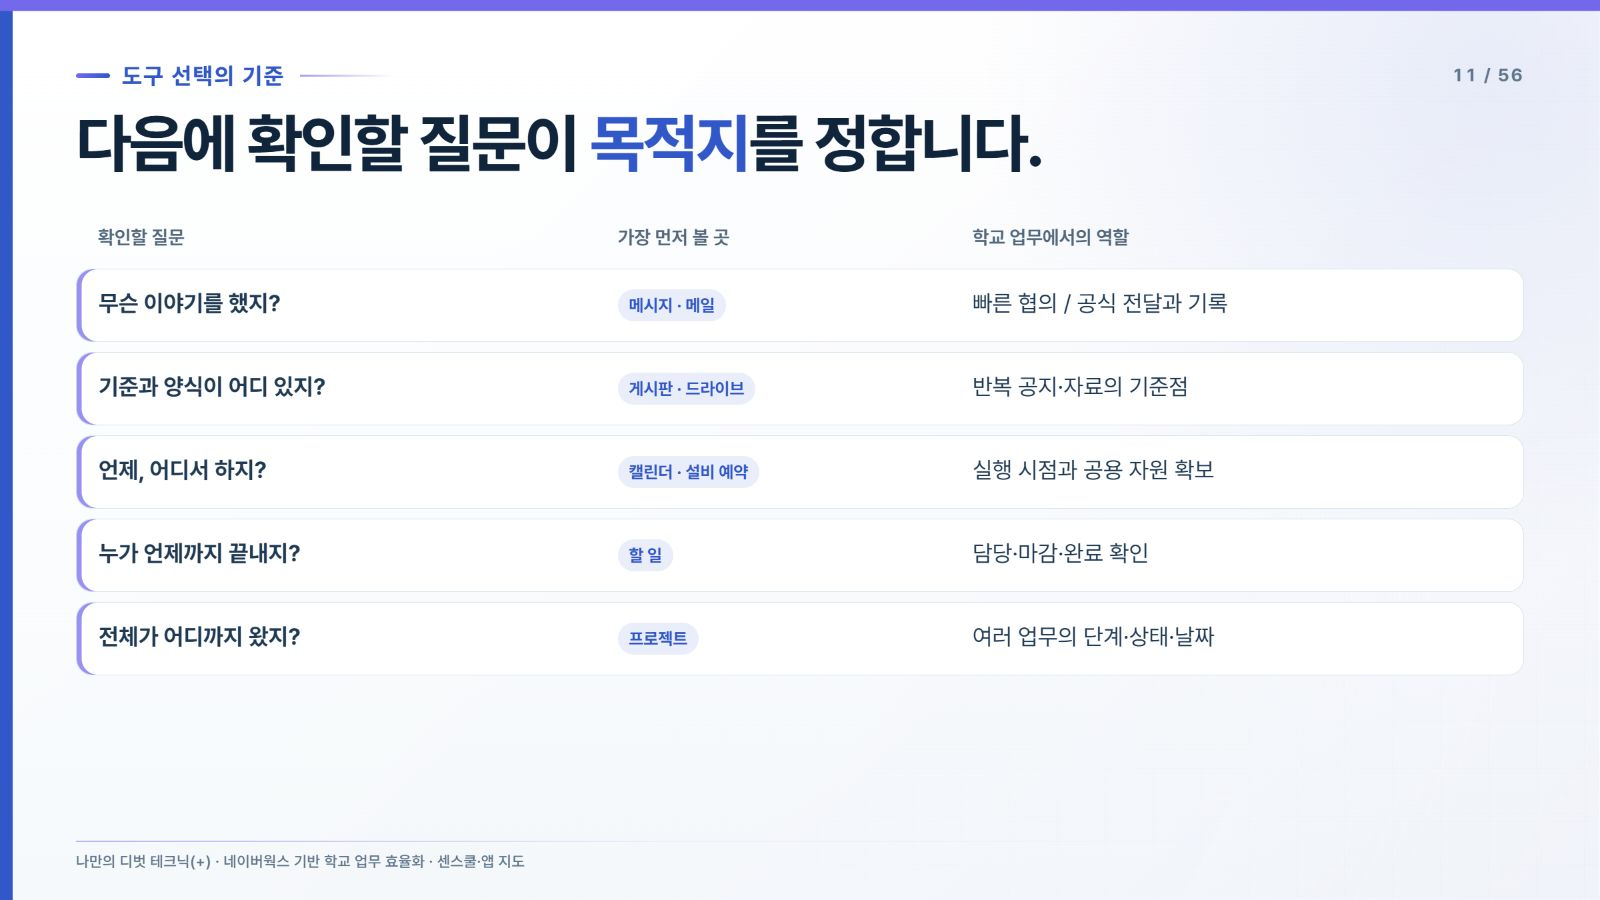 도구 선택의 기준
11 / 56
다음에 확인할 질문이 목적지를 정합니다.
확인할 질문 가장 먼저 볼 곳 학교 업무에서의 역할
무슨 이야기를 했지? 메시지 · 메일 빠른 협의 / 공식 전달과 기록
기준과 양식이 어디 있지? 게시판 · 드라이브 반복 공지·자료의 기준점
언제, 어디서 하지? 캘린더 · 설비 예약 실행 시점과 공용 자원 확보
누가 언제까지 끝내지? 할 일 담당·마감·완료 확인
전체가 어디까지 왔지? 프로젝트 여러 업무의 단계·상태·날짜
나만의 디벗 테크닉(+) · 네이버웍스 기반 학교 업무 효율화 · 센스쿨·앱 지도